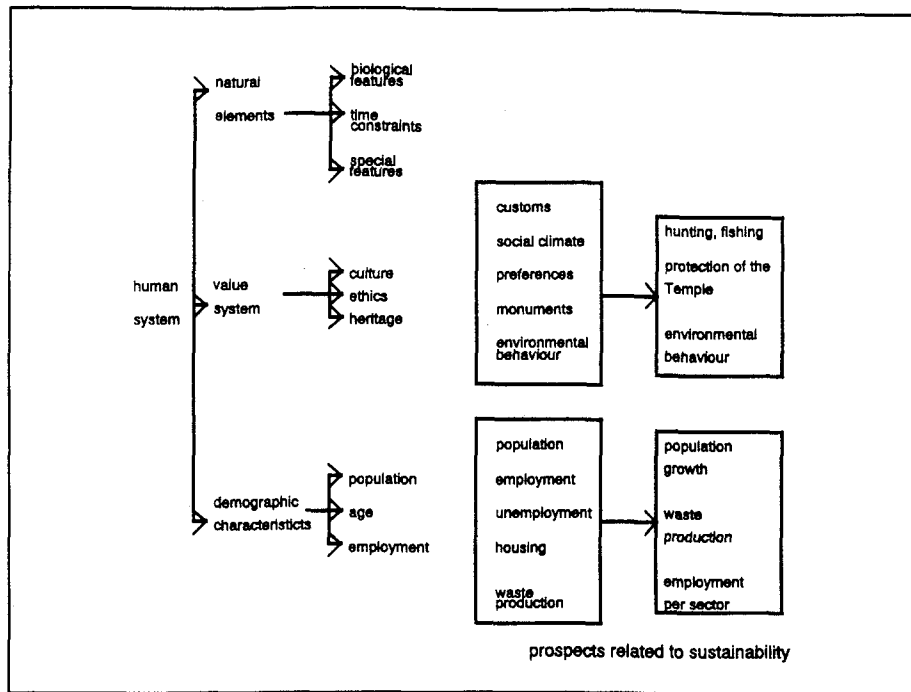 natural
elements
biological
features
time
constraints
special
features
human
system
value
system
culture
ethics
heritage
customs
social climate
preferences
monuments
environmental
behaviour
hunting, fishing
protection of the
Temple
environmental
behaviour
demographic
characteristicts
population
age
employment
population
employment
unemployment
housing
waste
production
population
growth
waste
production
employment
per sector
prospects related to sustainability